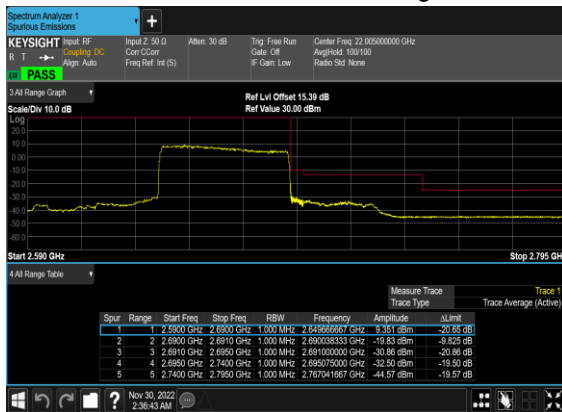 Spectrum Analyzer 1
Spurious Emissions
KEYSIGHT Input: RF Input Z: 50 Ω Atten: 30 dB Trig: Free Run Center Freq: 22.005000000 GHz
R T Coupling: DC Corr CCorr Gate: Off Avg|Hold: 100/100
Align: Auto Freq Ref: Int (S) IF Gain: Low Radio Std: None
PASS
3 All Range Graph
Ref Lvl Offset 15.39 dB
Scale/Div 10.0 dB Ref Value 30.00 dBm
Log
20.0
10.0
0.00
-10.0
-20.0
-30.0
-40.0
-50.0
-60.0
Start 2.590 GHz Stop 2.795 GH
4 All Range Table
Measure Trace Trace 1
Trace Type Trace Average (Active)
Spur Range Start Freq Stop Freq RBW Frequency Amplitude ΔLimit
1 1 2.5900 GHz 2.6900 GHz 1.000 MHz 2.649666667 GHz 9.351 dBm -20.65 dB
2 2 2.6900 GHz 2.6910 GHz 1.000 MHz 2.690038333 GHz -19.83 dBm -9.825 dB
3 3 2.6910 GHz 2.6950 GHz 1.000 MHz 2.691000000 GHz -30.86 dBm -20.86 dB
4 4 2.6950 GHz 2.7400 GHz 1.000 MHz 2.695075000 GHz -32.50 dBm -19.50 dB
5 5 2.7400 GHz 2.7950 GHz 1.000 MHz 2.767041667 GHz -44.57 dBm -19.57 dB
Nov 30, 2022
2:36:43 AM